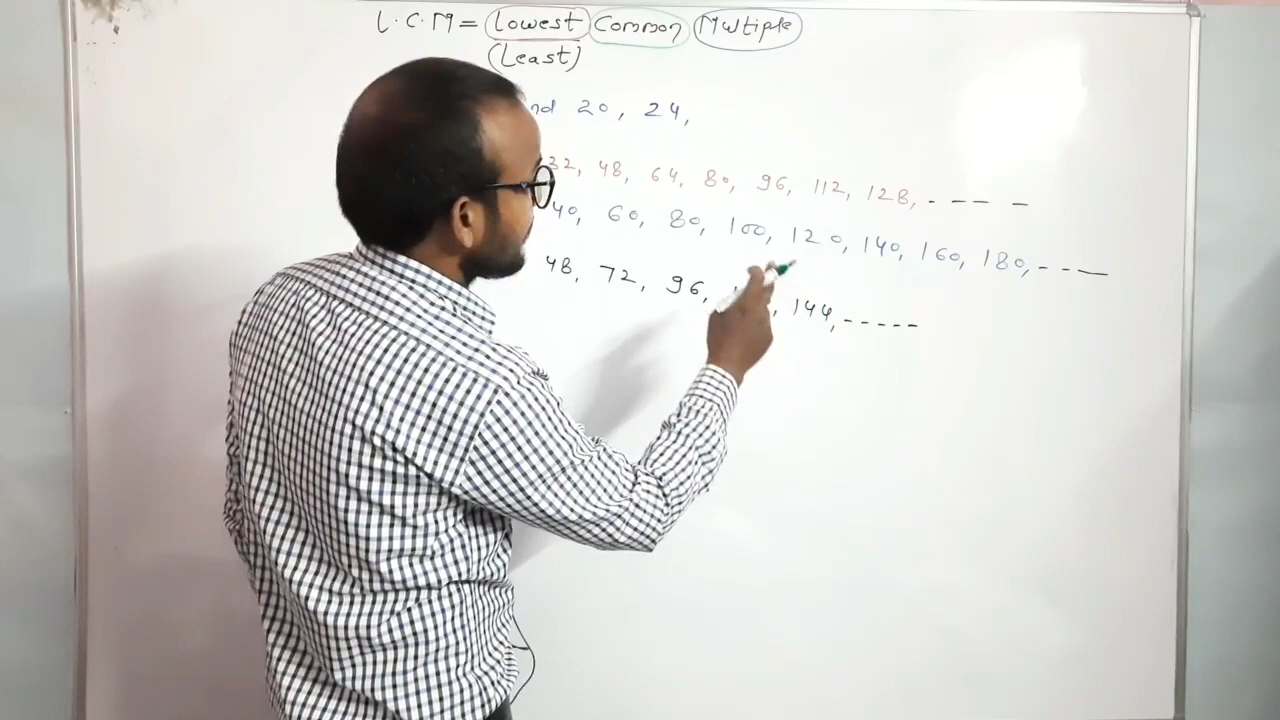 L.C.M = Lowest Common Multiple
(Least)
nd 20, 24,
32, 48, 64, 80, 96, 112, 128, - -- - -
40, 60, 80, 100, 120, 140, 160, 180, - - --
48, 72, 96, , 144, - - - - -